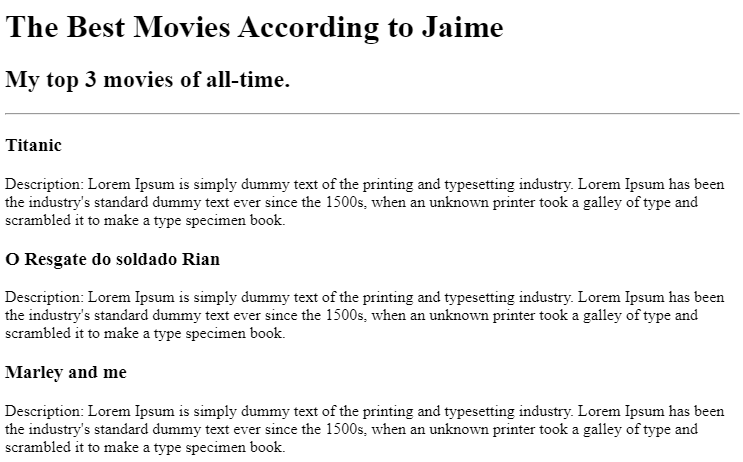 The Best Movies According to Jaime
My top 3 movies of all-time.
Titanic
Description: Lorem Ipsum is simply dummy text of the printing and typesetting industry. Lorem Ipsum has been
the industry's standard dummy text ever since the 1500s, when an unknown printer took a galley of type and
scrambled it to make a type specimen book.
O Resgate do soldado Rian
Description: Lorem Ipsum is simply dummy text of the printing and typesetting industry. Lorem Ipsum has been
the industry's standard dummy text ever since the 1500s, when an unknown printer took a galley of type and
scrambled it to make a type specimen book.
Marley and me
Description: Lorem Ipsum is simply dummy text of the printing and typesetting industry. Lorem Ipsum has been
the industry's standard dummy text ever since the 1500s, when an unknown printer took a galley of type and
scrambled it to make a type specimen book.